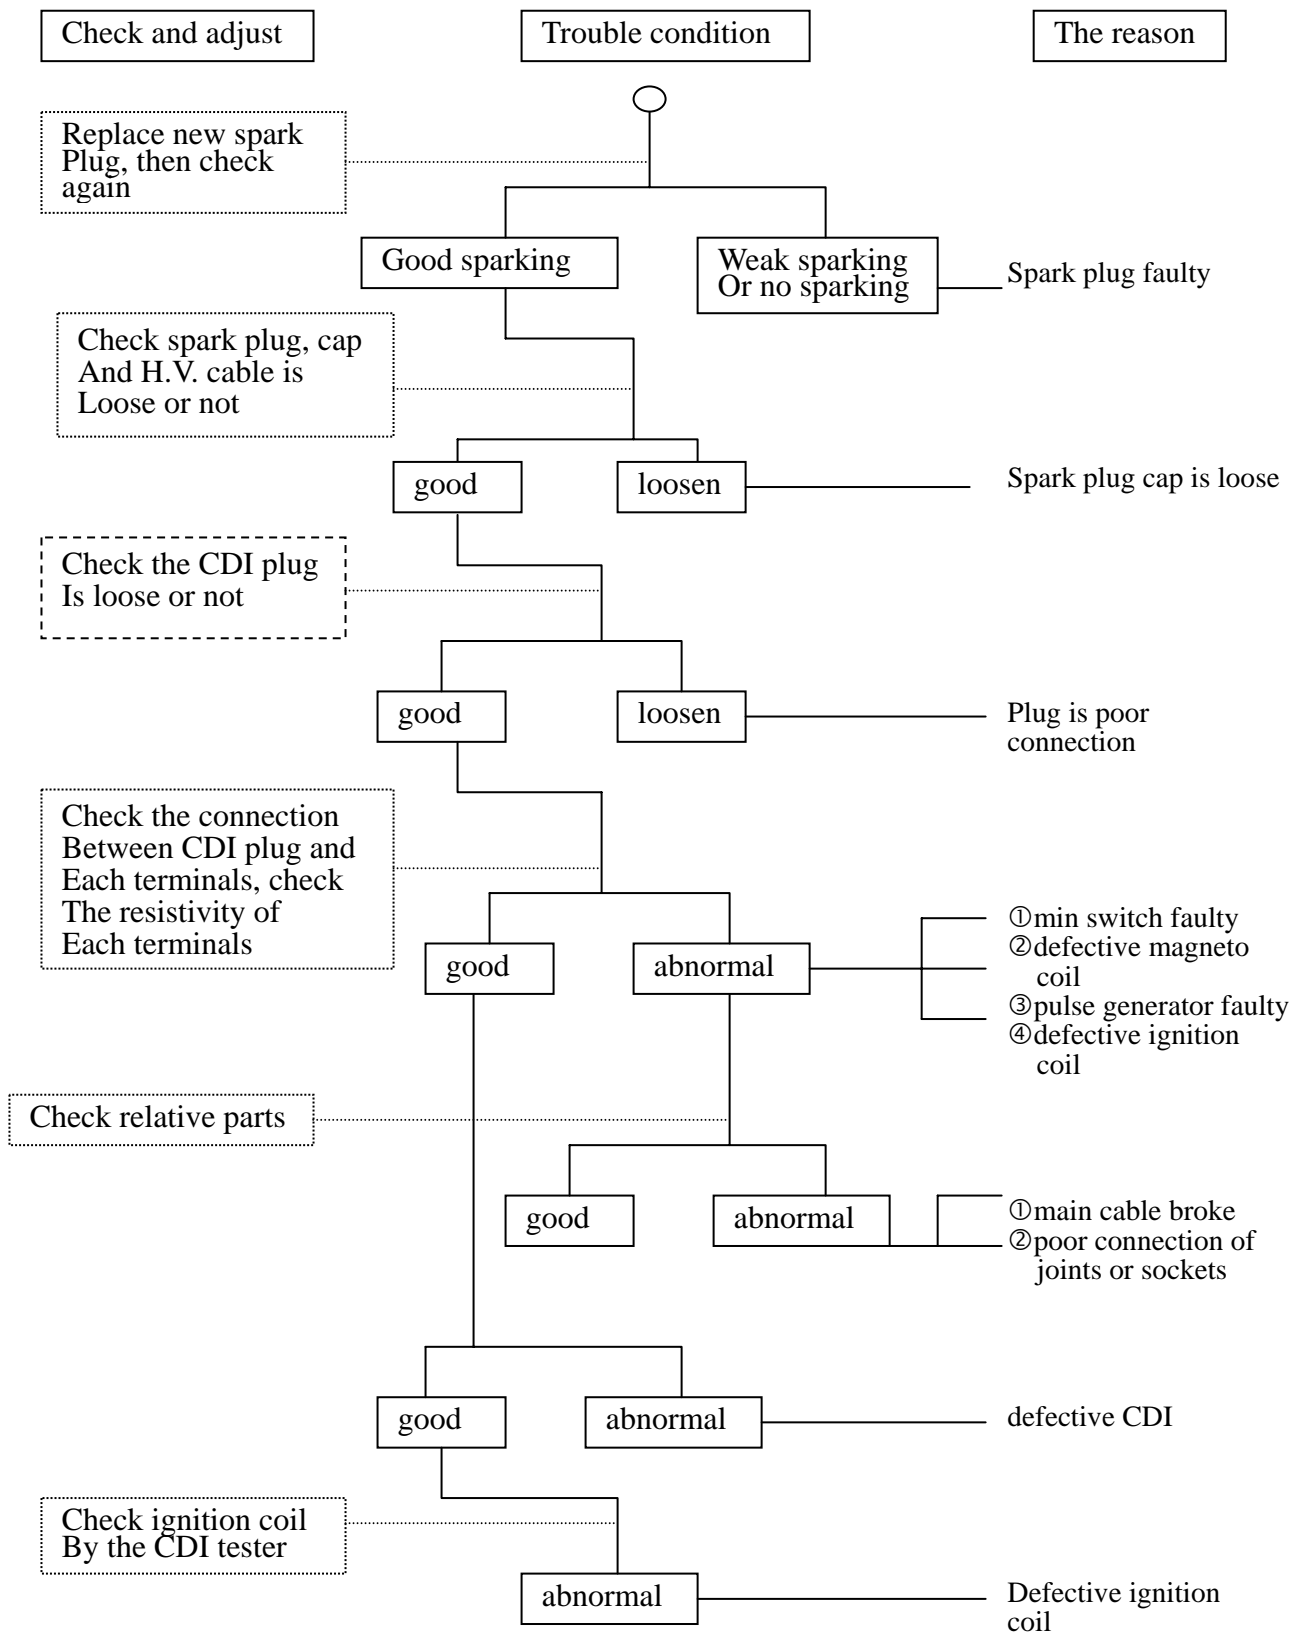 Check and adjust
Trouble condition
The reason
Replace new spark
Plug, then check
again
Good sparking
Weak sparking
Or no sparking
Spark plug faulty
Check spark plug, cap
And H.V. cable is
Loose or not
good
loosen
Spark plug cap is loose
Check the CDI plug
Is loose or not
good
loosen
Plug is poor
connection
Check the connection
Between CDI plug and
Each terminals, check
The resistivity of
Each terminals
good
abnormal
①min switch faulty
②defective magneto
coil
③pulse generator faulty
④defective ignition
coil
Check relative parts
good
abnormal
①main cable broke
②poor connection of
joints or sockets
good
abnormal
defective CDI
Check ignition coil
By the CDI tester
abnormal
Defective ignition
coil